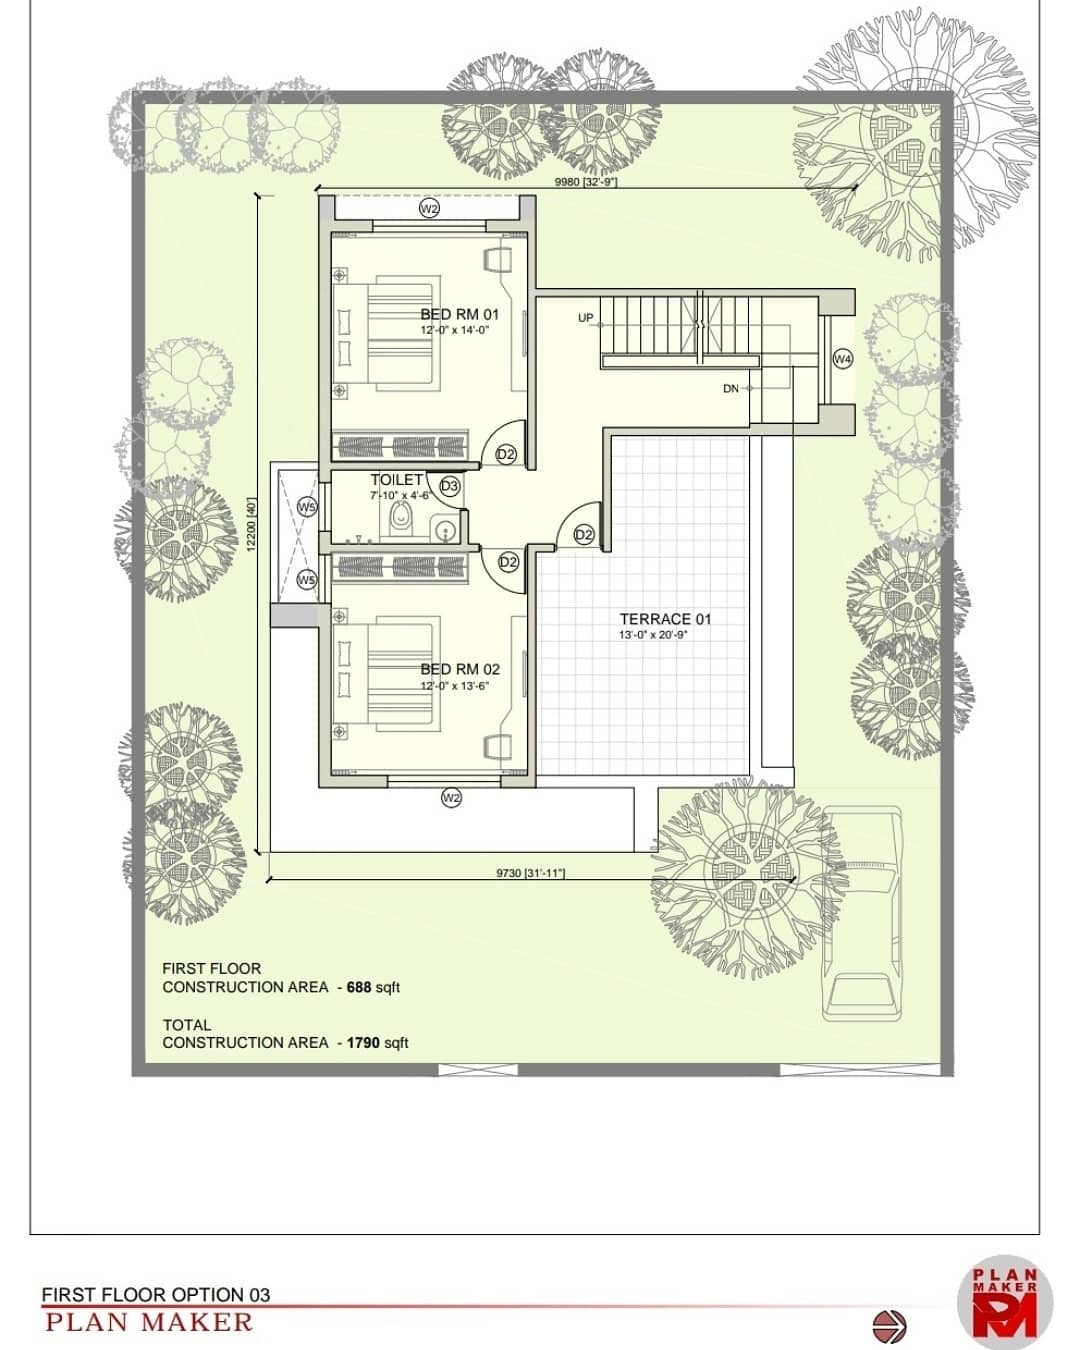 9980 [32'-9"]
W2
BED RM 01
12'-0" x 14'-0"
UP
W4
DN
D2
TOILET
7'-10" x 4'-6"
D3
W5
12200 [40']
D2
D2
W5
TERRACE 01
13'-0" x 20'-9"
BED RM 02
12'-0" x 13'-6"
W2
9730 [31'-11"]
FIRST FLOOR
CONSTRUCTION AREA - 688 sqft
TOTAL
CONSTRUCTION AREA - 1790 sqft
FIRST FLOOR OPTION 03
PLAN MAKER
PLAN
MAKER
PM